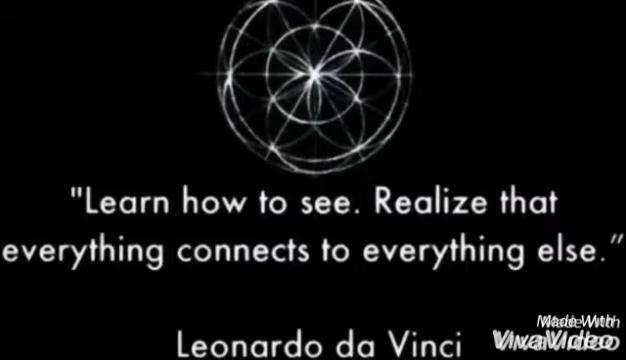 "Learn how to see. Realize that
everything connects to everything else.”
Leonardo da Vinci
Made With
VivaVideo